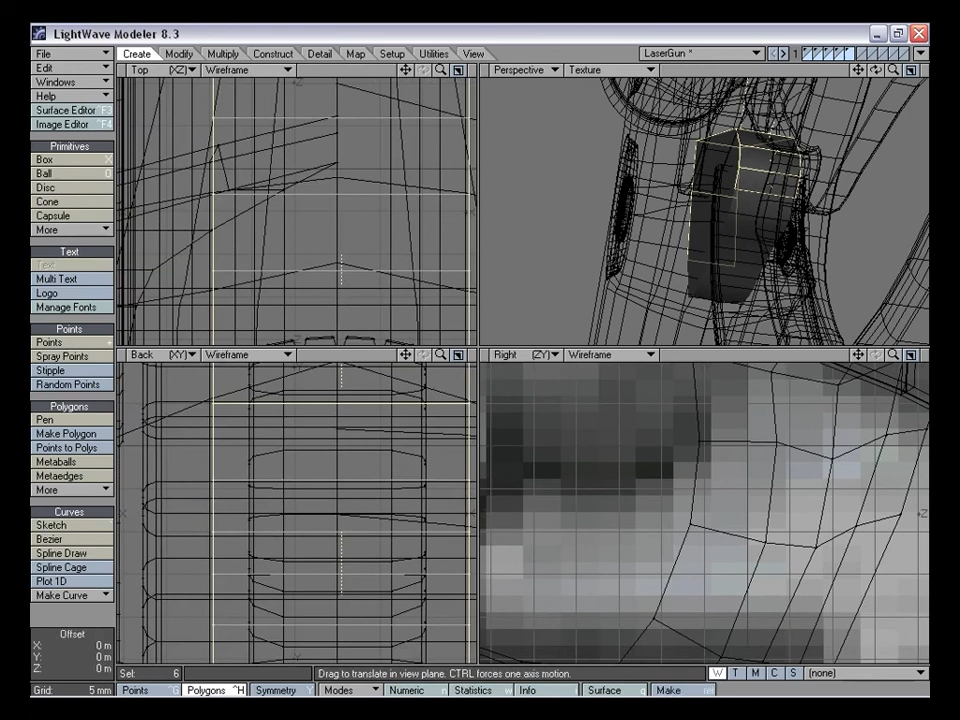 LightWave Modeler 8.3
File
Create Modify Multiply Construct Detail Map Setup Utilities View LaserGun * 1
Edit
Top (XZ) Wireframe Perspective Texture
Windows
Help
Surface Editor F3
Image Editor ^F4
Primitives
Box X
Ball O
Disc
Cone
Capsule
More
Text
Text
Multi Text
Logo
Manage Fonts
Points
Points +
Spray Points
Stipple
Random Points
Back (XY) Wireframe Right (ZY) Wireframe
Polygons
Pen
Make Polygon
Points to Polys
Metaballs
Metaedges
More
Curves
Sketch
Bezier
Spline Draw
Spline Cage
Plot 1D
Make Curve
Offset
X: 0 m
Y: 0 m
Z: 0 m
Sel: 6 Drag to translate in view plane. CTRL forces one axis motion. W T M C S (none)
Grid: 5 mm Points ^G Polygons ^H Symmetry Y Modes Numeric n Statistics w Info i Surface q Make